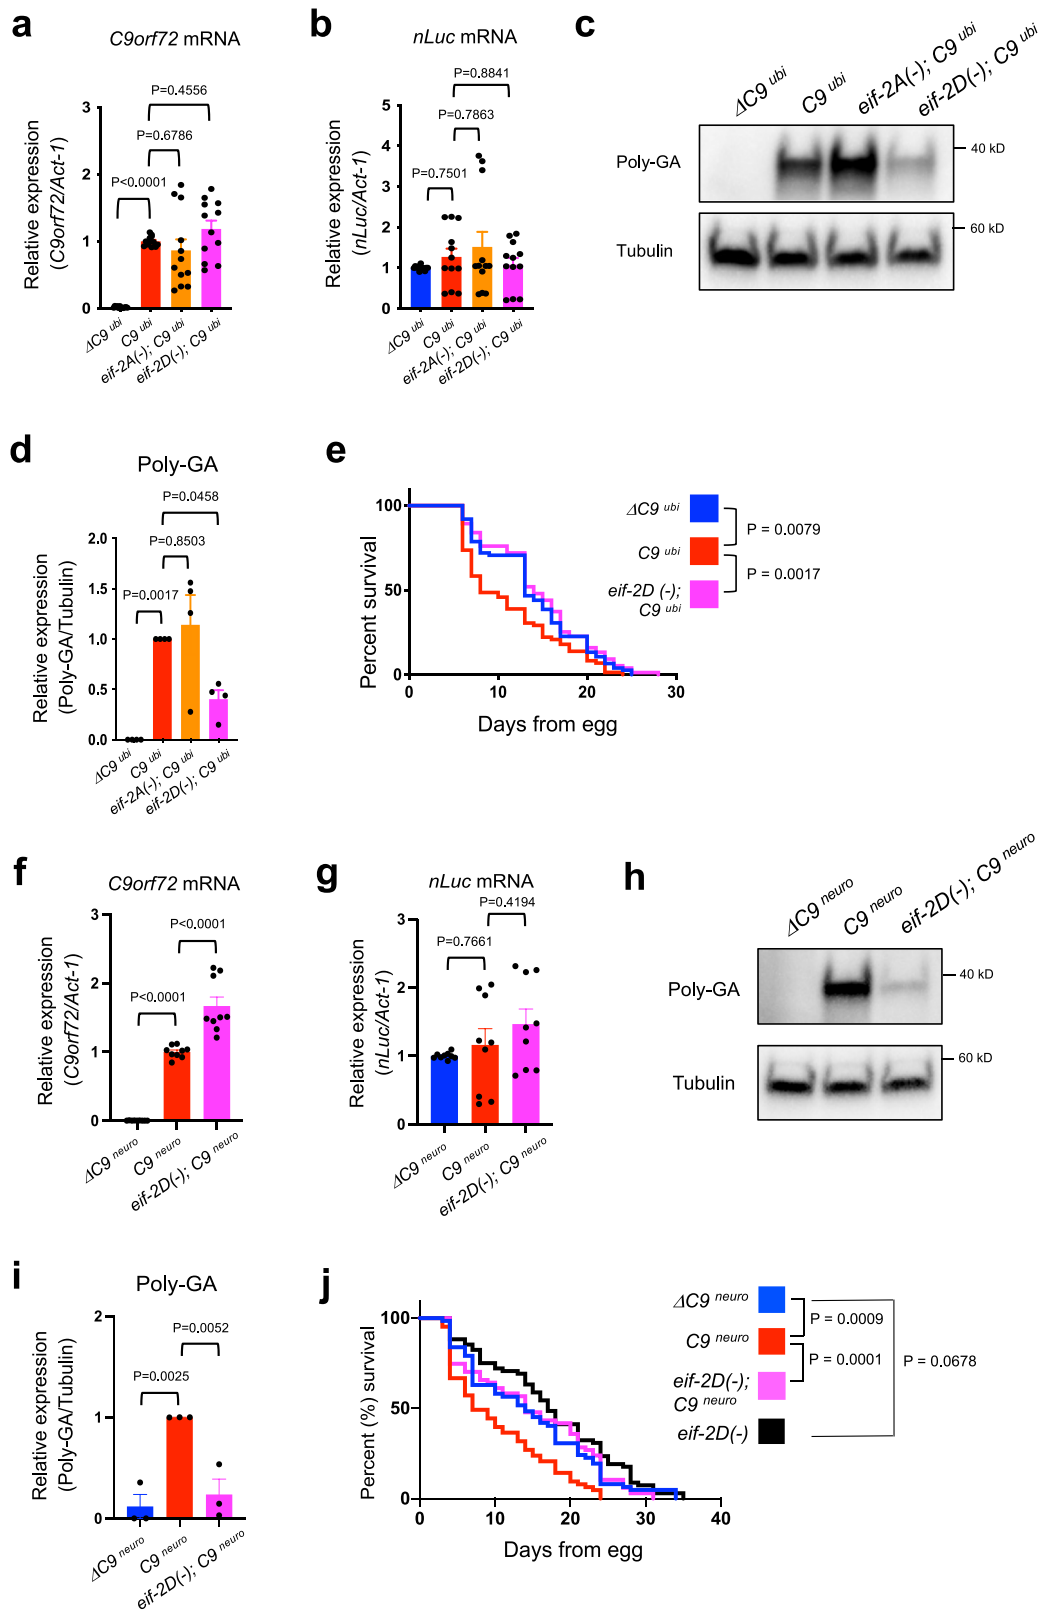 a
C9orf72 mRNA
P=0.4556
P=0.6786
P<0.0001
Relative expression
(C9orf72/Act-1)
3
2
1
0
ΔC9 ubi
C9 ubi
eif-2A(-); C9 ubi
eif-2D(-); C9 ubi
b
nLuc mRNA
P=0.8841
P=0.7863
P=0.7501
Relative expression
(nLuc/Act-1)
5
4
3
2
1
0
ΔC9 ubi
C9 ubi
eif-2A(-); C9 ubi
eif-2D(-); C9 ubi
c
ΔC9 ubi
C9 ubi
eif-2A(-); C9 ubi
eif-2D(-); C9 ubi
Poly-GA
40 kD
Tubulin
60 kD
d
Poly-GA
P=0.0458
P=0.8503
P=0.0017
Relative expression
(Poly-GA/Tubulin)
2.0
1.5
1.0
0.5
0.0
ΔC9 ubi
C9 ubi
eif-2A(-); C9 ubi
eif-2D(-); C9 ubi
e
Percent survival
100
50
0
0 10 20 30
Days from egg
ΔC9 ubi
C9 ubi
eif-2D (-);
C9 ubi
P = 0.0079
P = 0.0017
f
C9orf72 mRNA
P<0.0001
P<0.0001
Relative expression
(C9orf72/Act-1)
3
2
1
0
ΔC9 neuro
C9 neuro
eif-2D(-); C9 neuro
g
nLuc mRNA
P=0.4194
P=0.7661
Relative expression
(nLuc/Act-1)
3
2
1
0
ΔC9 neuro
C9 neuro
eif-2D(-); C9 neuro
h
ΔC9 neuro
C9 neuro
eif-2D(-); C9 neuro
Poly-GA
40 kD
Tubulin
60 kD
i
Poly-GA
P=0.0052
P=0.0025
Relative expression
(Poly-GA/Tubulin)
2
1
0
ΔC9 neuro
C9 neuro
eif-2D(-); C9 neuro
j
Percent (%) survival
100
50
0
0 10 20 30 40
Days from egg
ΔC9 neuro
C9 neuro
eif-2D(-);
C9 neuro
eif-2D(-)
P = 0.0009
P = 0.0001
P = 0.0678